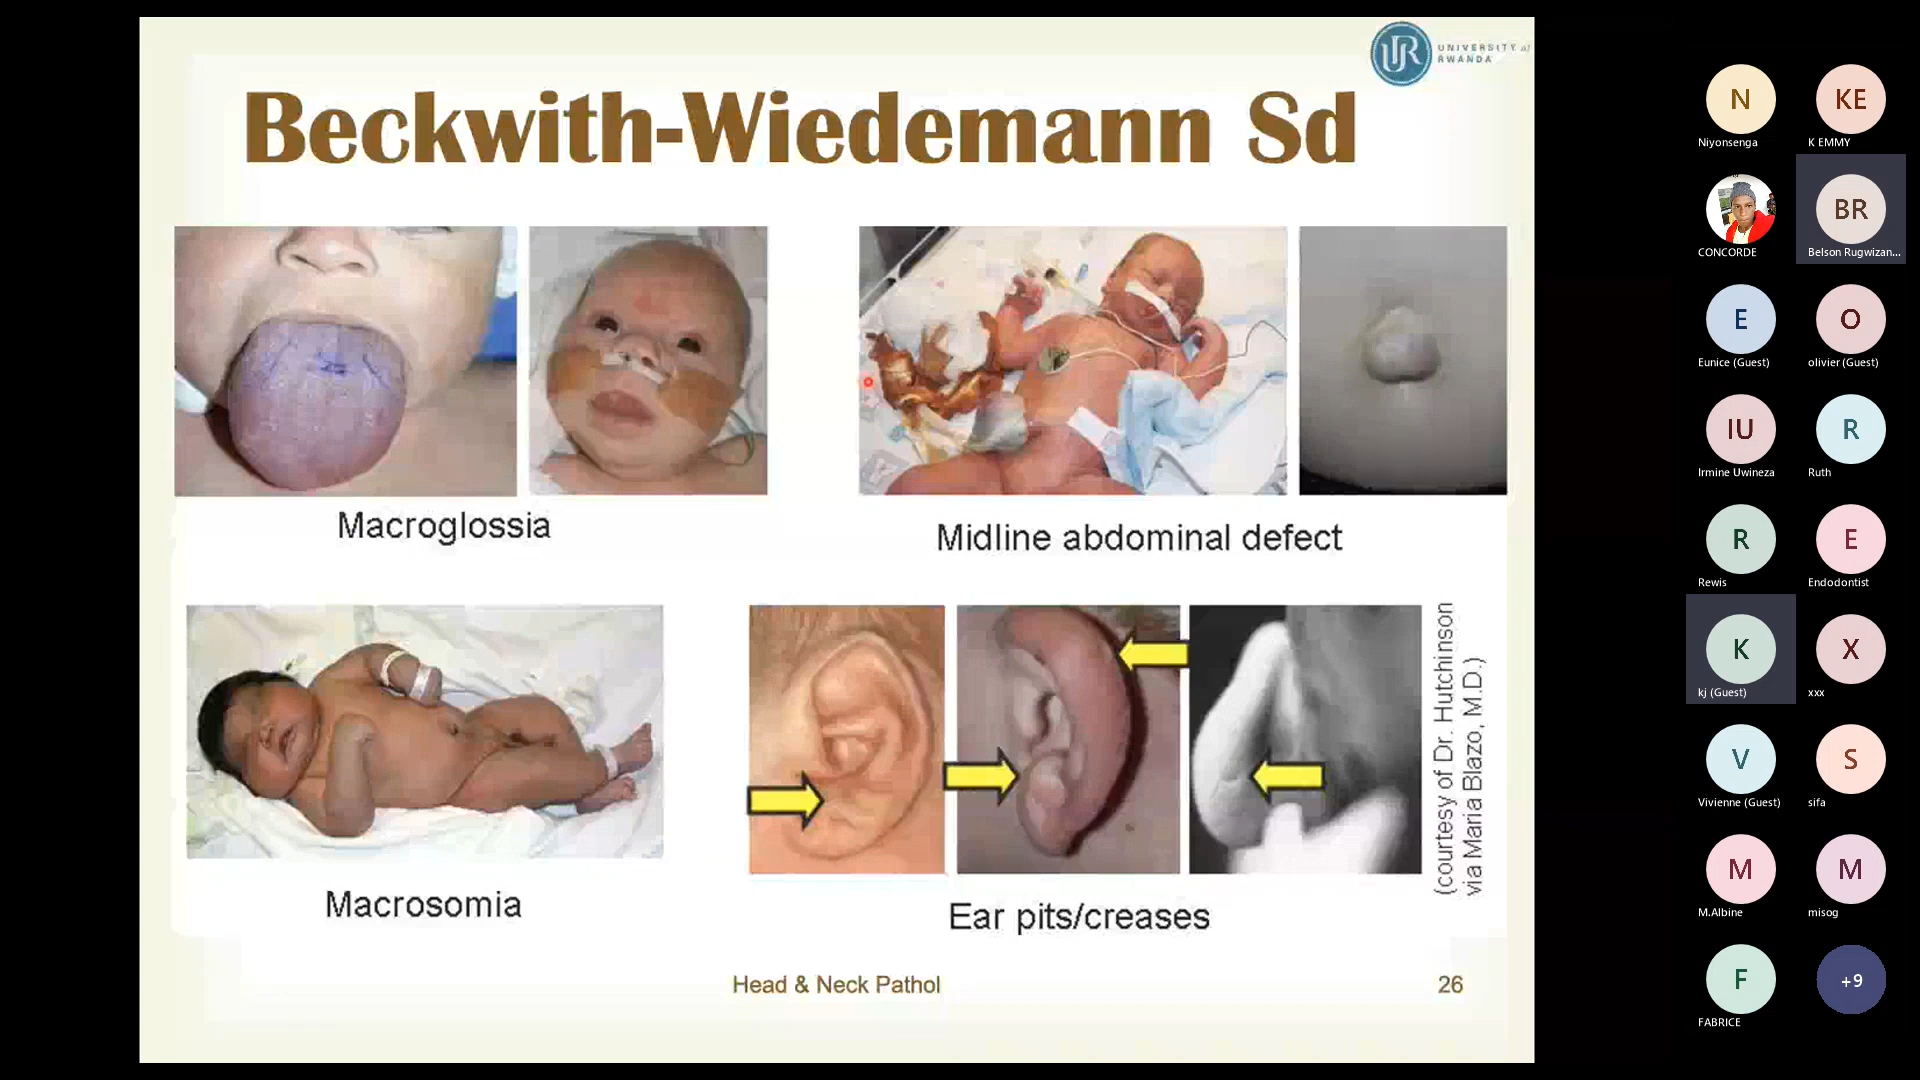 UNIVERSITY of
RWANDA
Beckwith-Wiedemann Sd
Macroglossia
Midline abdominal defect
Macrosomia
Ear pits/creases
(courtesy of Dr. Hutchinson
via Maria Blazo, M.D.)
Head & Neck Pathol
26
N
Niyonsenga
KE
K EMMY
CONCORDE
BR
Belson Rugwizan...
E
Eunice (Guest)
O
olivier (Guest)
IU
Irmine Uwineza
R
Ruth
R
Rewis
E
Endodontist
K
kj (Guest)
X
xxx
V
Vivienne (Guest)
S
sifa
M
M.Albine
M
misog
F
FABRICE
+9